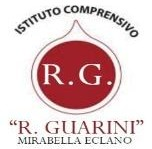 ISTITUTO COMPRENSIVO
R.G.
"R. GUARINI"
MIRABELLA ECLANO